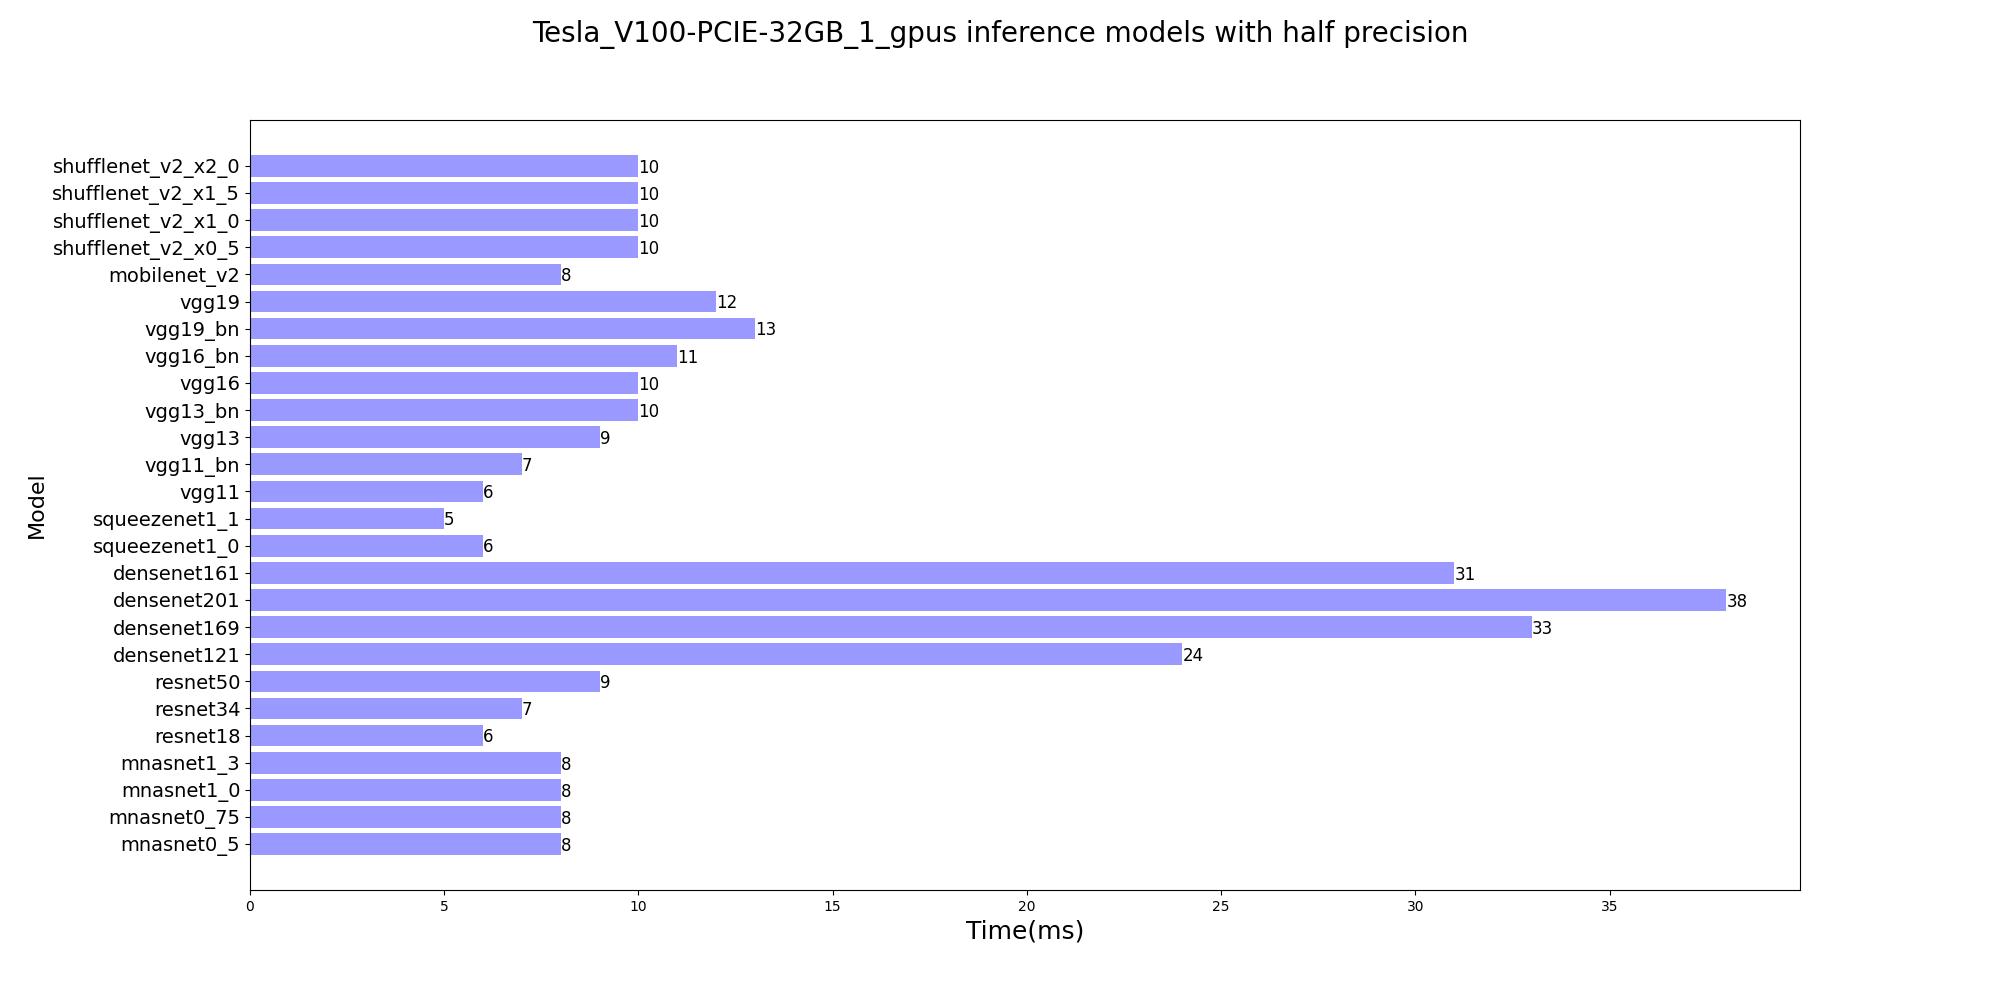 Tesla_V100-PCIE-32GB_1_gpus inference models with half precision
Model
shufflenet_v2_x2_0 10
shufflenet_v2_x1_5 10
shufflenet_v2_x1_0 10
shufflenet_v2_x0_5 10
mobilenet_v2 8
vgg19 12
vgg19_bn 13
vgg16_bn 11
vgg16 10
vgg13_bn 10
vgg13 9
vgg11_bn 7
vgg11 6
squeezenet1_1 5
squeezenet1_0 6
densenet161 31
densenet201 38
densenet169 33
densenet121 24
resnet50 9
resnet34 7
resnet18 6
mnasnet1_3 8
mnasnet1_0 8
mnasnet0_75 8
mnasnet0_5 8
0 5 10 15 20 25 30 35
Time(ms)